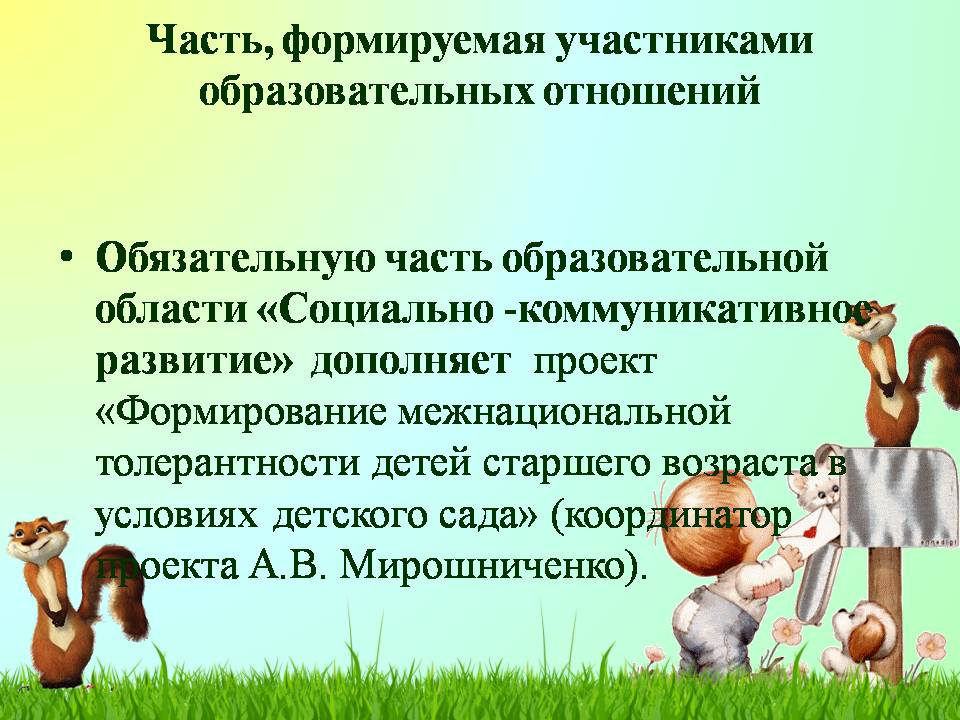 Часть, формируемая участниками
образовательных отношений
• Обязательную часть образовательной
области «Социально -коммуникативное
развитие» дополняет проект
«Формирование межнациональной
толерантности детей старшего возраста в
условиях детского сада» (координатор
проекта А.В. Мирошниченко).